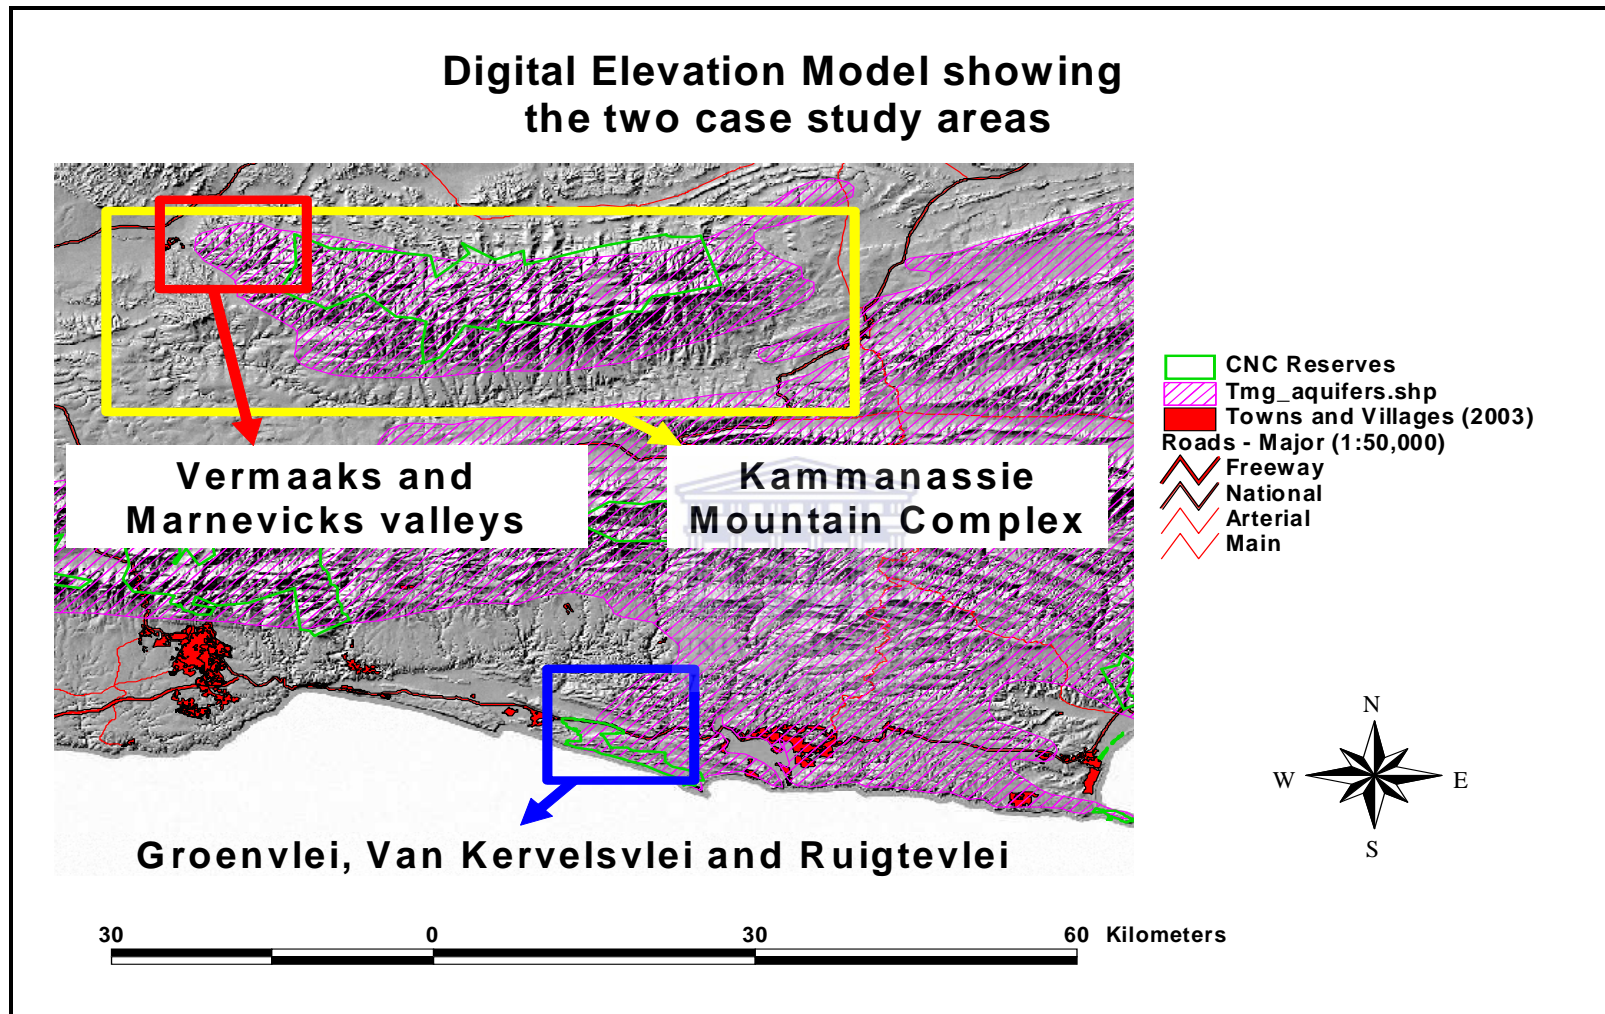 Digital Elevation Model showing
the two case study areas
CNC Reserves
Tmg_aquifers.shp
Towns and Villages (2003)
Roads - Major (1:50,000)
Freeway
National
Arterial
Main
Vermaaks and
Marnevicks valleys
Kammanassie
Mountain Complex
Groenvlei, Van Kervelsvlei and Ruigtevlei
N
W E
S
30 0 30 60 Kilometers